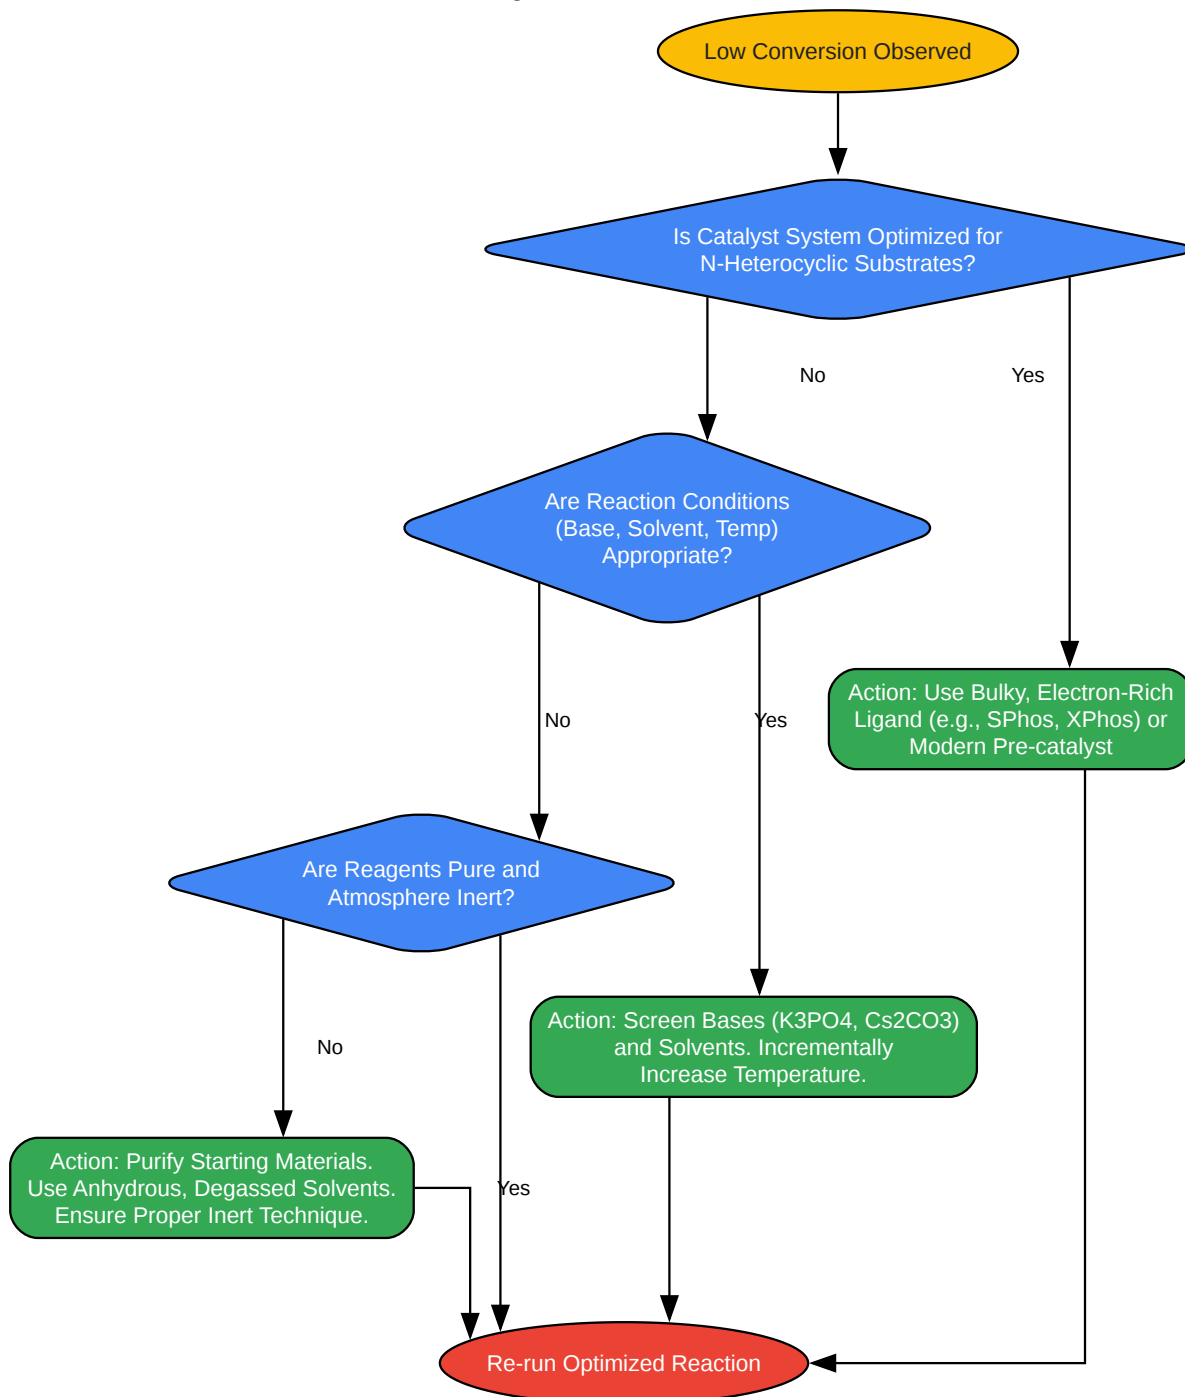 Low Conversion Observed
Is Catalyst System Optimized for
N-Heterocyclic Substrates?
No
Yes
Are Reaction Conditions
(Base, Solvent, Temp)
Appropriate?
No
Yes
Action: Use Bulky, Electron-Rich
Ligand (e.g., SPhos, XPhos) or
Modern Pre-catalyst
Are Reagents Pure and
Atmosphere Inert?
No
Yes
Action: Screen Bases (K3PO4, Cs2CO3)
and Solvents. Incrementally
Increase Temperature.
Action: Purify Starting Materials.
Use Anhydrous, Degassed Solvents.
Ensure Proper Inert Technique.
Re-run Optimized Reaction